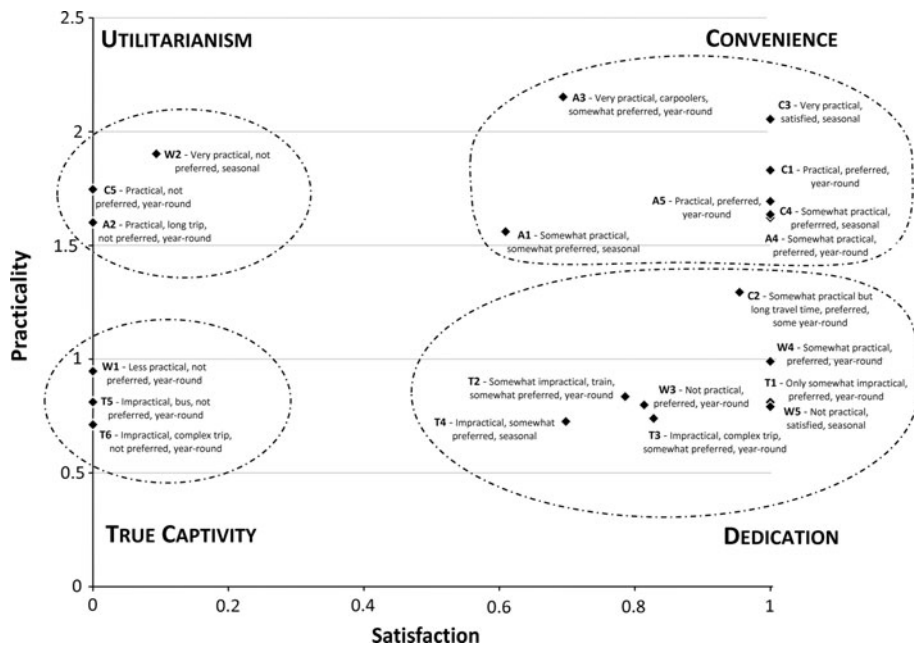 2.5
UTILITARIANISM
CONVENIENCE
A3 - Very practical, carpoolers,
somewhat preferred, year-round
C3 - Very practical,
satisfied, seasonal
2
W2 - Very practical, not
preferred, seasonal
C1 - Practical, preferred,
year-round
C5 - Practical, not
preferred, year-round
A5 - Practical, preferred,
year-round
C4 - Somewhat practical,
preferrred, seasonal
A2 - Practical, long trip,
not preferred, year-round
A1 - Somewhat practical,
somewhat preferred, seasonal
A4 - Somewhat practical,
preferred, year-round
1.5
Practicality
C2 - Somewhat practical but
long travel time, preferred,
some year-round
1
W1 - Less practical, not
preferred, year-round
W4 - Somewhat practical,
preferred, year-round
T2 - Somewhat impractical, train,
somewhat preferred, year-round
W3 - Not practical,
preferred, year-round
T1 - Only somewhat impractical,
preferred, year-round
T5 - Impractical, bus, not
preferred, year-round
W5 - Not practical,
satisfied, seasonal
T4 - Impractical, somewhat
preferred, seasonal
T3 - Impractical, complex trip,
somewhat preferred, year-round
T6 - Impractical, complex trip,
not preferred, year-round
0.5
TRUE CAPTIVITY
DEDICATION
0
0 0.2 0.4 0.6 0.8 1
Satisfaction